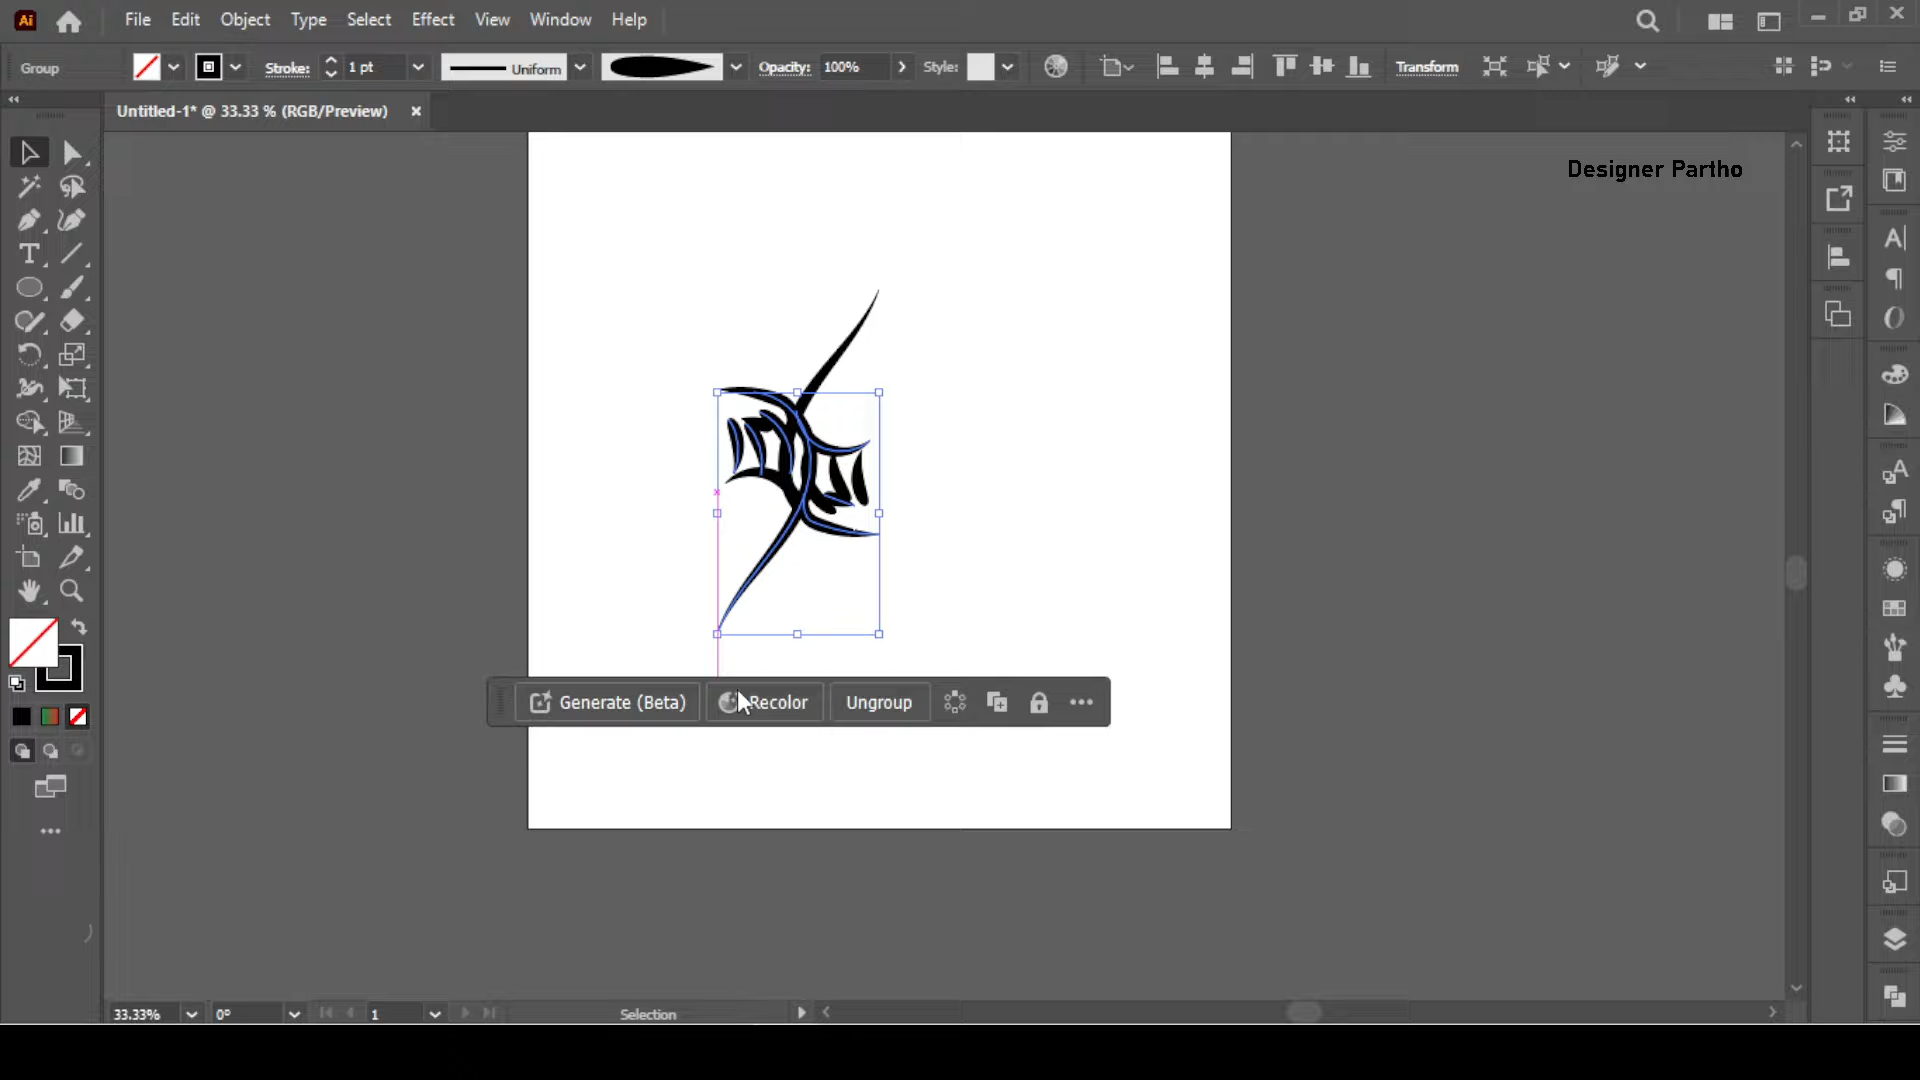 Ai File Edit Object Type Select Effect View Window Help
Group Stroke: 1 pt Uniform Opacity: 100% Style: Transform
Untitled-1* @ 33.33 % (RGB/Preview) ×
Designer Partho
Generate (Beta) Recolor Ungroup
33.33% 0° 1 Selection